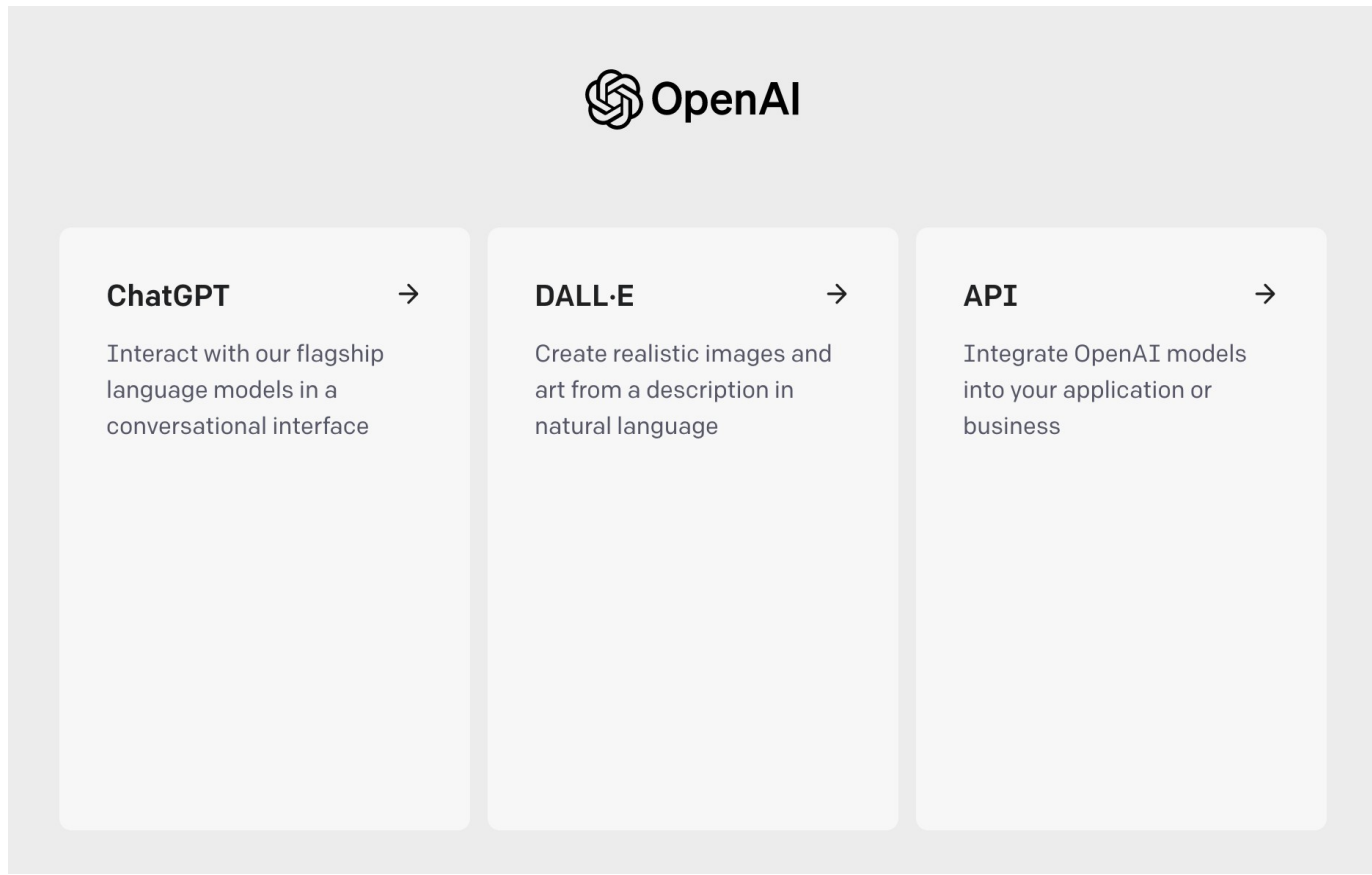 OpenAI
ChatGPT
Interact with our flagship
language models in a
conversational interface
DALL·E
Create realistic images and
art from a description in
natural language
API
Integrate OpenAI models
into your application or
business